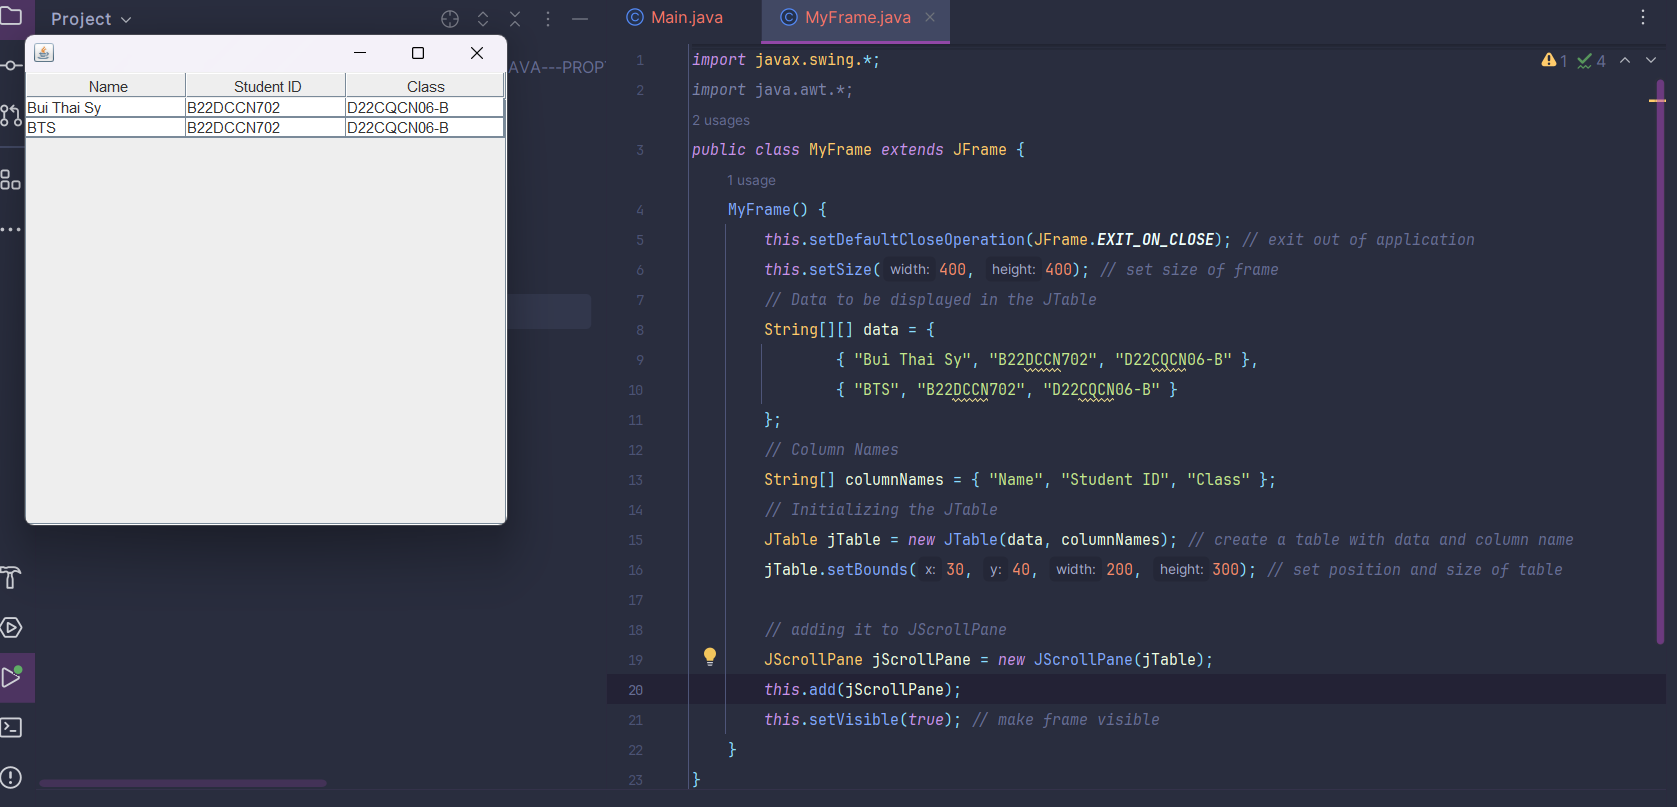 Project
Main.java
MyFrame.java
AVA---PROP
Name Student ID Class
Bui Thai Sy B22DCCN702 D22CQCN06-B
BTS B22DCCN702 D22CQCN06-B
1 4
1 import javax.swing.*;
2 import java.awt.*;
2 usages
3 public class MyFrame extends JFrame {
1 usage
4 MyFrame() {
5 this.setDefaultCloseOperation(JFrame.EXIT_ON_CLOSE); // exit out of application
6 this.setSize( width: 400, height: 400); // set size of frame
7 // Data to be displayed in the JTable
8 String[][] data = {
9 { "Bui Thai Sy", "B22DCCN702", "D22CQCN06-B" },
10 { "BTS", "B22DCCN702", "D22CQCN06-B" }
11 };
12 // Column Names
13 String[] columnNames = { "Name", "Student ID", "Class" };
14 // Initializing the JTable
15 JTable jTable = new JTable(data, columnNames); // create a table with data and column name
16 jTable.setBounds( x: 30, y: 40, width: 200, height: 300); // set position and size of table
17
18 // adding it to JScrollPane
19 JScrollPane jScrollPane = new JScrollPane(jTable);
20 this.add(jScrollPane);
21 this.setVisible(true); // make frame visible
22 }
23 }